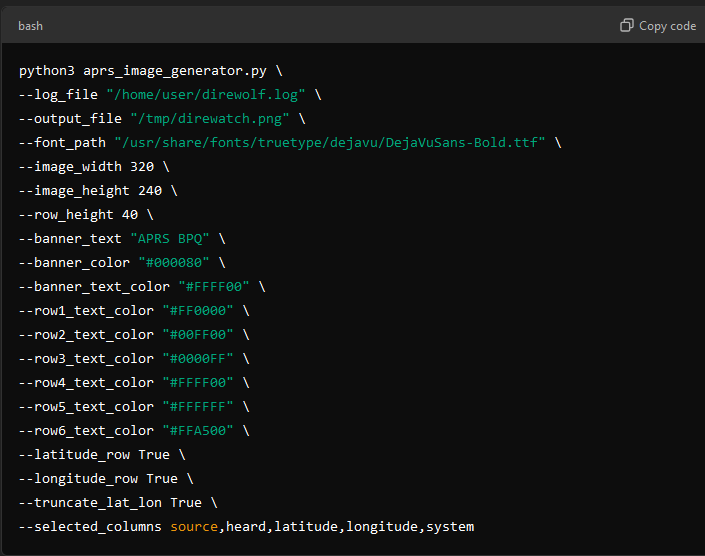 bash
Copy code
python3 aprs_image_generator.py \
--log_file "/home/user/direwolf.log" \
--output_file "/tmp/direwatch.png" \
--font_path "/usr/share/fonts/truetype/dejavu/DejaVuSans-Bold.ttf" \
--image_width 320 \
--image_height 240 \
--row_height 40 \
--banner_text "APRS BPQ" \
--banner_color "#000080" \
--banner_text_color "#FFFF00" \
--row1_text_color "#FF0000" \
--row2_text_color "#00FF00" \
--row3_text_color "#0000FF" \
--row4_text_color "#FFFF00" \
--row5_text_color "#FFFFFF" \
--row6_text_color "#FFA500" \
--latitude_row True \
--longitude_row True \
--truncate_lat_lon True \
--selected_columns source,heard,latitude,longitude,system